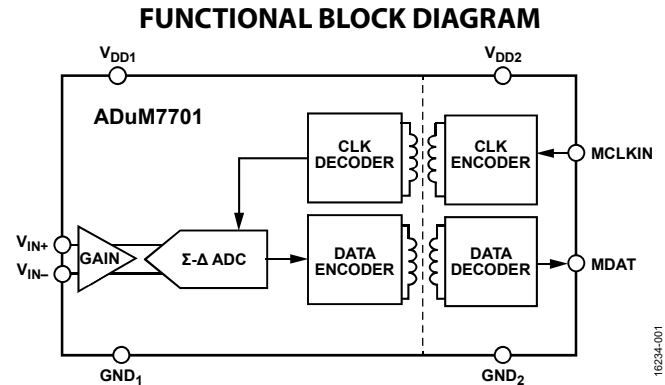 FUNCTIONAL BLOCK DIAGRAM
VDD1
VDD2
ADuM7701
CLK
DECODER
CLK
ENCODER
MCLKIN
VIN+
VIN–
GAIN
Σ-Δ ADC
DATA
ENCODER
DATA
DECODER
MDAT
GND1
GND2
16234-001